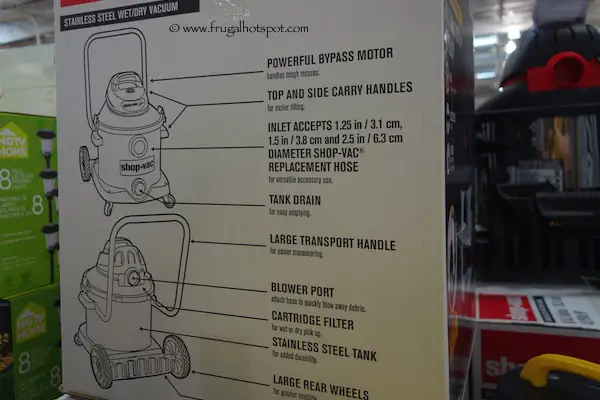 © www.frugalhotspot.com
STAINLESS STEEL WET/DRY VACUUM
POWERFUL BYPASS MOTOR
handles tough messes.
TOP AND SIDE CARRY HANDLES
for easier lifting.
INLET ACCEPTS 1.25 in / 3.1 cm,
1.5 in / 3.8 cm and 2.5 in / 6.3 cm
DIAMETER SHOP-VAC®
REPLACEMENT HOSE
for versatile accessory use.
TANK DRAIN
for easy emptying.
LARGE TRANSPORT HANDLE
for easier maneuvering.
BLOWER PORT
attach hose to quickly blow away debris.
CARTRIDGE FILTER
for wet or dry pick up.
STAINLESS STEEL TANK
for added durability.
LARGE REAR WHEELS
for greater
shop·vac
HGTV
HOME
8
8
HGTV
8
shop